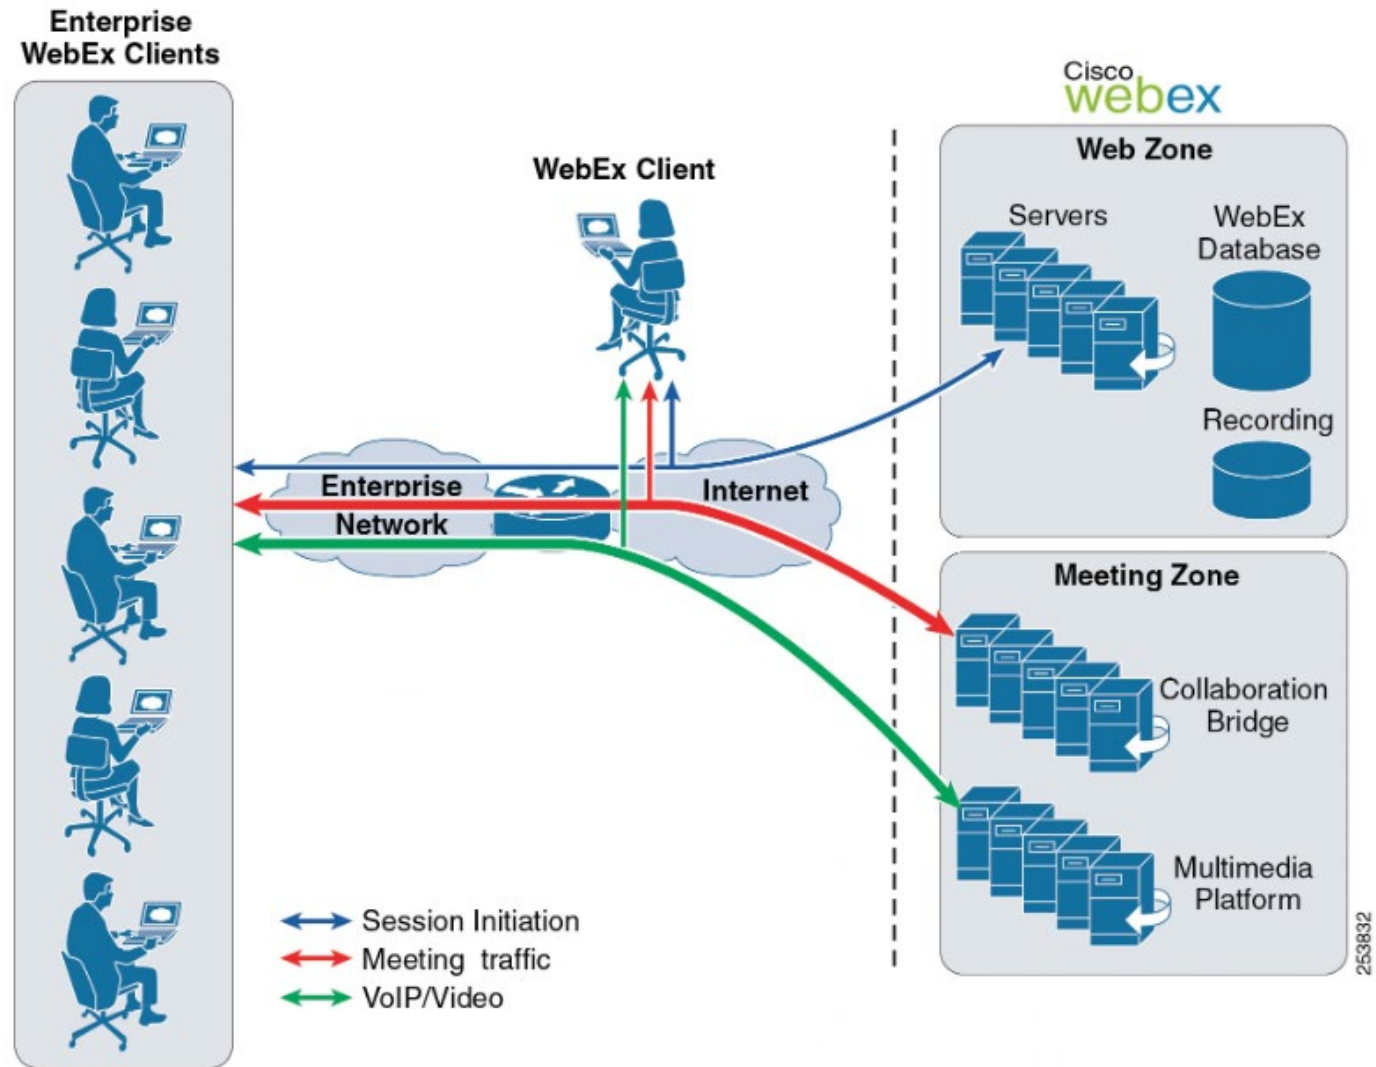 Enterprise
WebEx Clients
WebEx Client
Cisco
webex
Web Zone
Servers
WebEx
Database
Recording
Enterprise
Network
Internet
Meeting Zone
Collaboration
Bridge
Multimedia
Platform
Session Initiation
Meeting traffic
VoIP/Video
253832